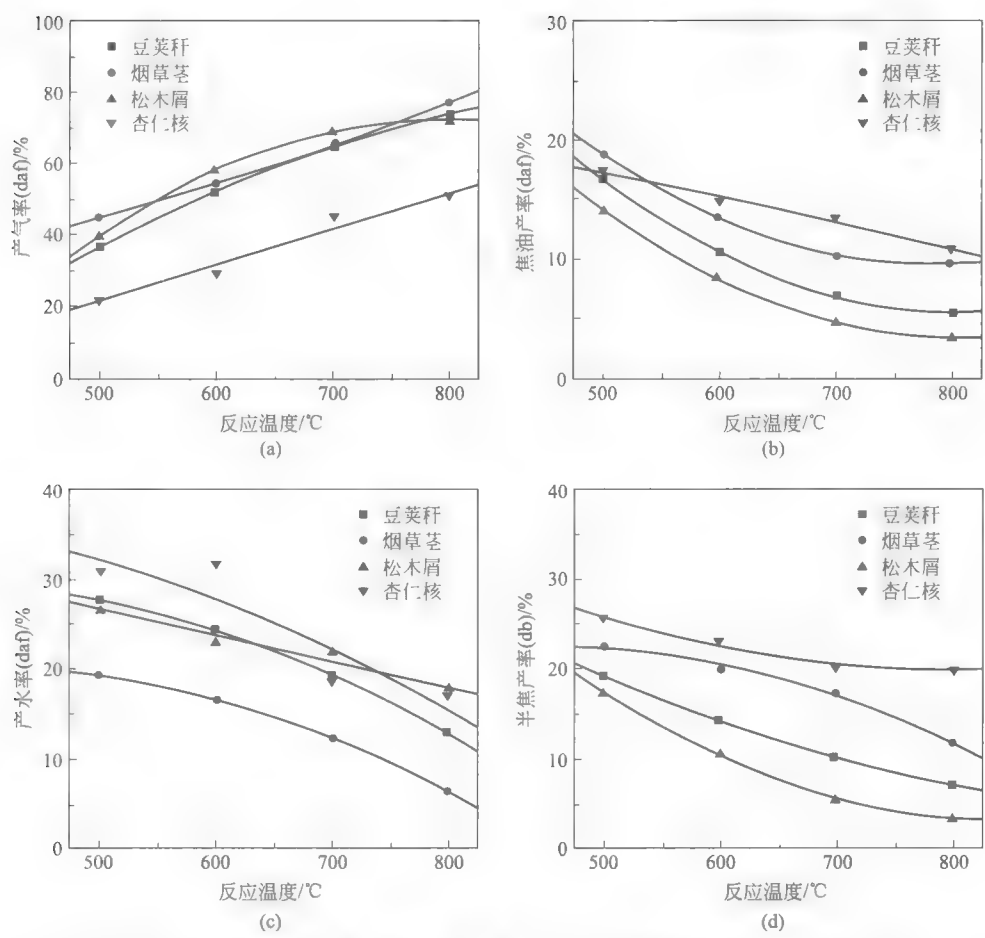 产气率(daf)/%
100
80
60
40
20
0
豆荚秆
烟草茎
松木屑
杏仁核
500 600 700 800
反应温度/℃
(a)
焦油产率(daf)/%
30
20
10
0
豆荚秆
烟草茎
松木屑
杏仁核
500 600 700 800
反应温度/℃
(b)
产水率(daf)/%
40
30
20
10
0
豆荚秆
烟草茎
松木屑
杏仁核
500 600 700 800
反应温度/℃
(c)
半焦产率(db)/%
40
30
20
10
0
豆荚秆
烟草茎
松木屑
杏仁核
500 600 700 800
反应温度/℃
(d)